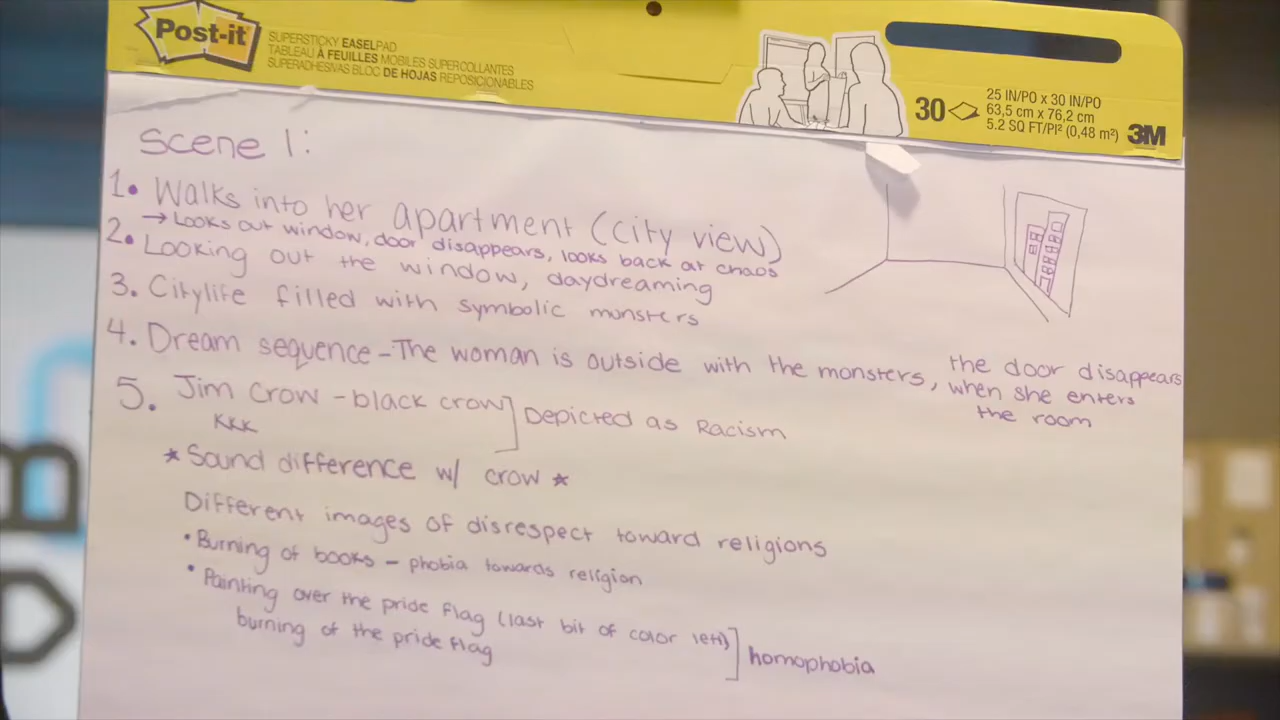 Post-it
SUPERSTICKY EASELPAD
TABLEAU À FEUILLES MOBILES SUPERCOLLANTES
SUPERADHESIVAS BLOC DE HOJAS REPOSICIONABLES
30
25 IN/PO x 30 IN/PO
63,5 cm x 76,2 cm
5.2 SQ FT/PI² (0,48 m²)
3M
Scene 1:
1. Walks into her apartment (city view)
→ Looks out window, door disappears, looks back at chaos
2. Looking out the window, daydreaming
3. Citylife filled with symbolic munsters
4. Dream sequence - The woman is outside with the monsters,
the door disappears
when she enters
the room
5. Jim Crow - black crow] Depicted as Racism
KKK
* Sound difference w/ crow *
Different images of disrespect toward religions
• Burning of books - phobia towards religion
• Painting over the pride flag (last bit of color left)
burning of the pride flag ] homophobia